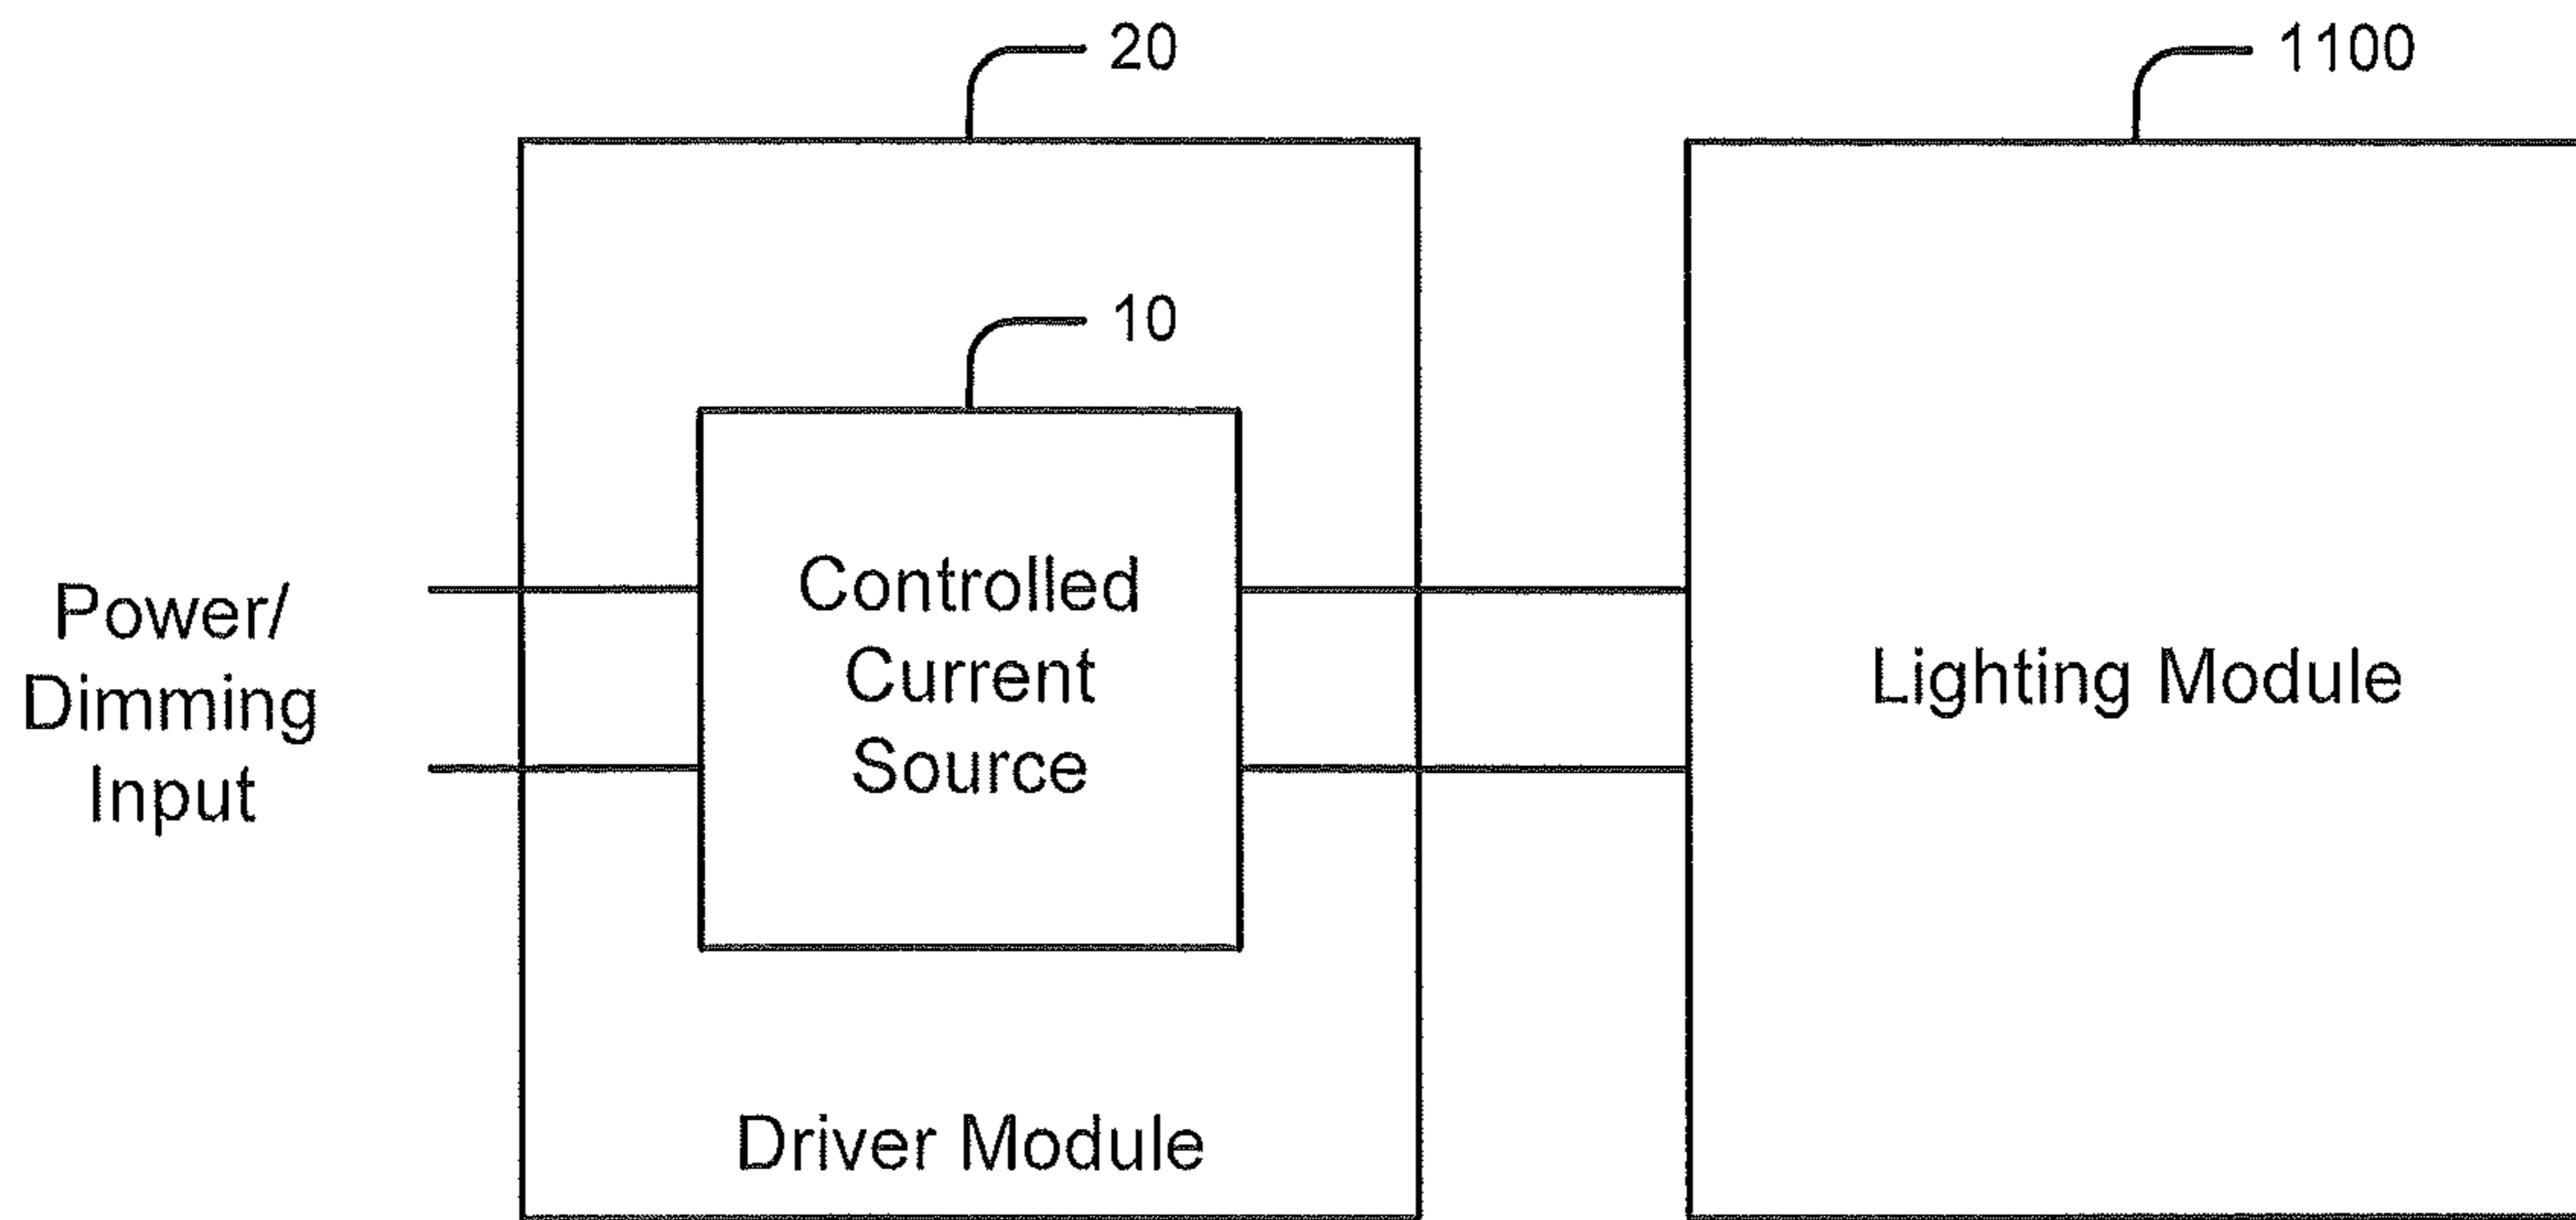 20
1100
10
Power/
Dimming
Input
Controlled
Current
Source
Lighting Module
Driver Module